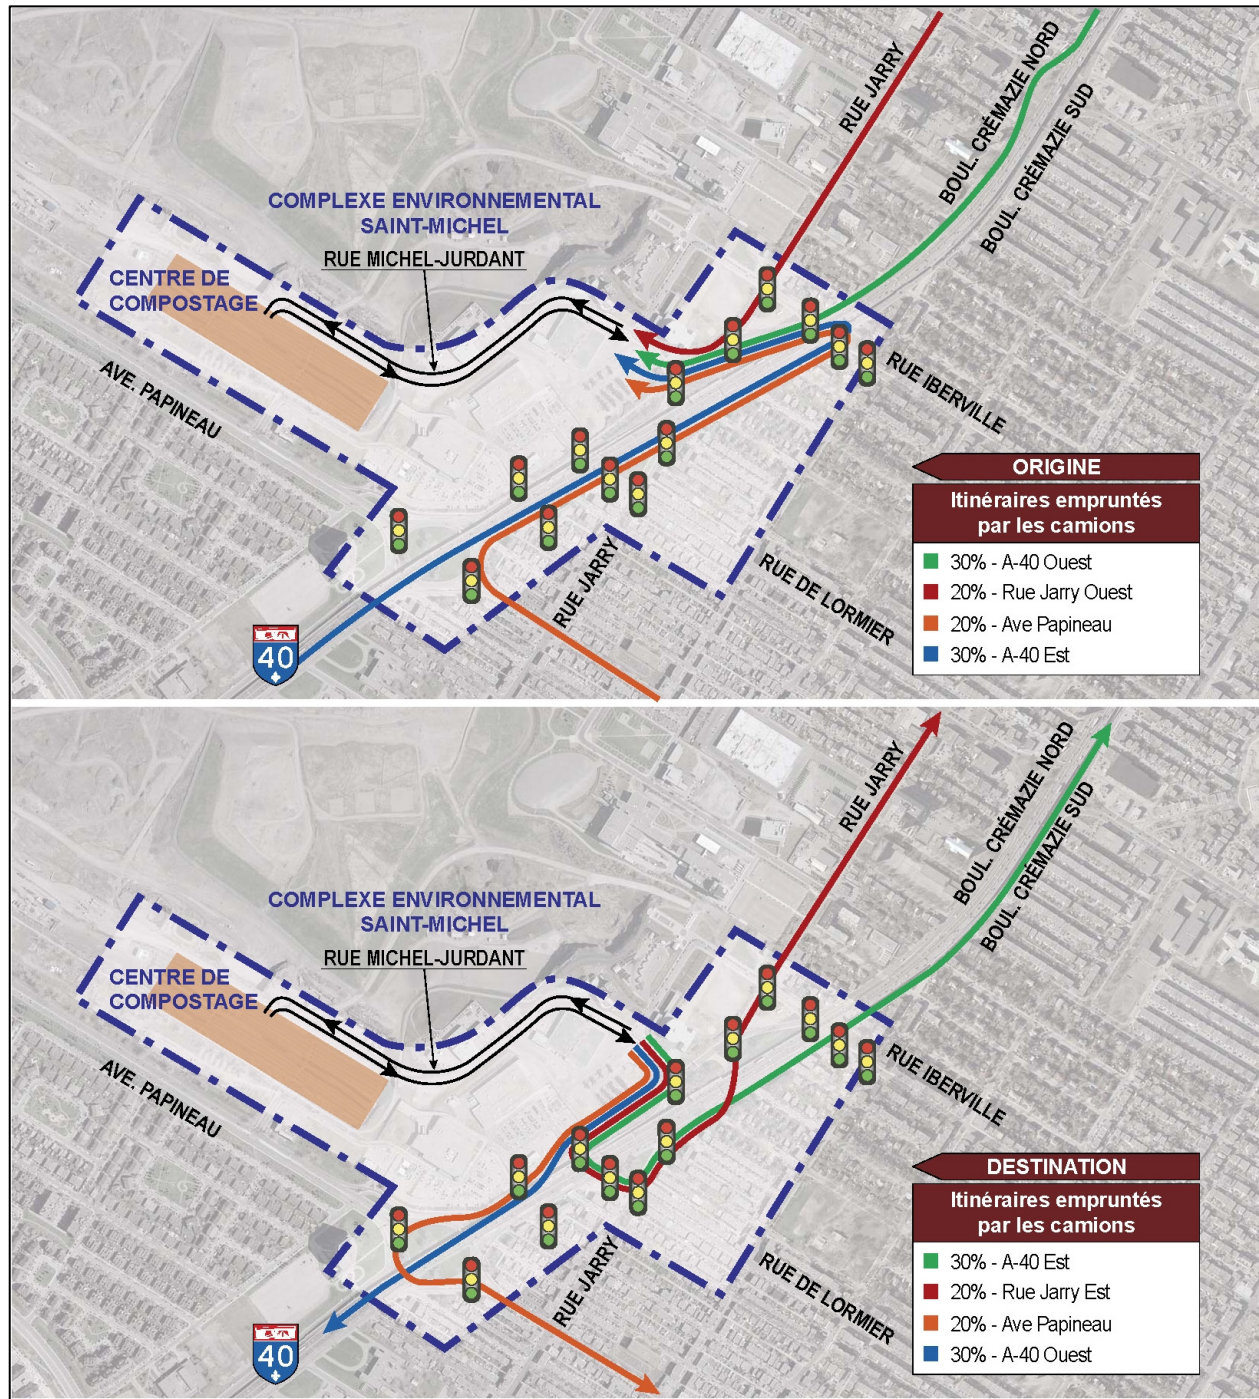 RUE JARRY
BOUL. CRÉMAZIE NORD
BOUL. CRÉMAZIE SUD
COMPLEXE ENVIRONNEMENTAL
SAINT-MICHEL
RUE MICHEL-JURDANT
CENTRE DE
COMPOSTAGE
AVE. PAPINEAU
RUE IBERVILLE
RUE JARRY
RUE DE LORMIER
40
ORIGINE
Itinéraires empruntés
par les camions
30% - A-40 Ouest
20% - Rue Jarry Ouest
20% - Ave Papineau
30% - A-40 Est
RUE JARRY
BOUL. CRÉMAZIE NORD
BOUL. CRÉMAZIE SUD
COMPLEXE ENVIRONNEMENTAL
SAINT-MICHEL
RUE MICHEL-JURDANT
CENTRE DE
COMPOSTAGE
AVE. PAPINEAU
RUE IBERVILLE
RUE JARRY
RUE DE LORMIER
40
DESTINATION
Itinéraires empruntés
par les camions
30% - A-40 Est
20% - Rue Jarry Est
20% - Ave Papineau
30% - A-40 Ouest